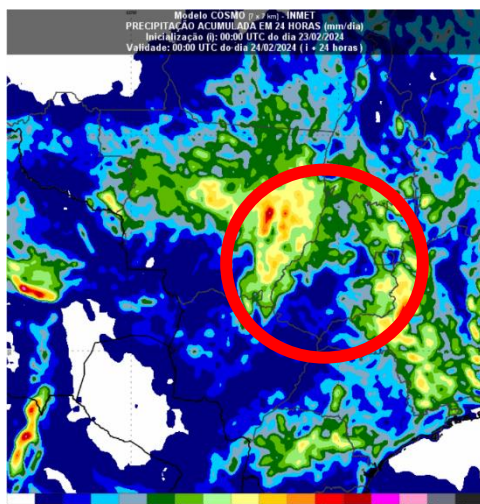 Modelo COSMO [7 x 7 km] - INMET
PRECIPITAÇÃO ACUMULADA EM 24 HORAS (mm/dia)
Inicialização (i): 00:00 UTC do dia 23/02/2024
Validade: 00:00 UTC do dia 24/02/2024 ( i + 24 horas )